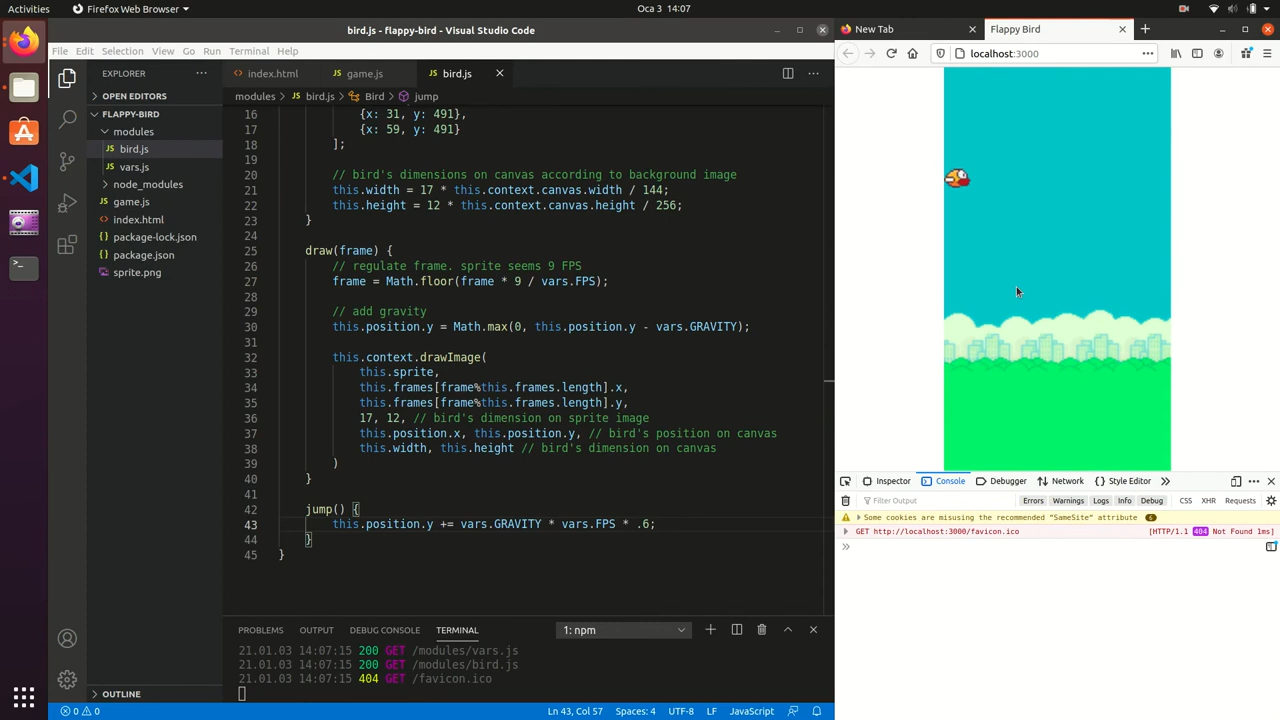 Activities
Firefox Web Browser
Oca 3 14:07
bird.js - flappy-bird - Visual Studio Code
File Edit Selection View Go Run Terminal Help
EXPLORER
OPEN EDITORS
FLAPPY-BIRD
modules
bird.js
vars.js
node_modules
game.js
index.html
package-lock.json
package.json
sprite.png
OUTLINE
index.html game.js bird.js
modules bird.js Bird jump
16 {x: 31, y: 491},
17 {x: 59, y: 491}
18 ];
19
20 // bird's dimensions on canvas according to background image
21 this.width = 17 * this.context.canvas.width / 144;
22 this.height = 12 * this.context.canvas.height / 256;
23 }
24
25 draw(frame) {
26 // regulate frame. sprite seems 9 FPS
27 frame = Math.floor(frame * 9 / vars.FPS);
28
29 // add gravity
30 this.position.y = Math.max(0, this.position.y - vars.GRAVITY);
31
32 this.context.drawImage(
33 this.sprite,
34 this.frames[frame%this.frames.length].x,
35 this.frames[frame%this.frames.length].y,
36 17, 12, // bird's dimension on sprite image
37 this.position.x, this.position.y, // bird's position on canvas
38 this.width, this.height // bird's dimension on canvas
39 )
40 }
41
42 jump() {
43 this.position.y += vars.GRAVITY * vars.FPS * .6;
44 }
45 }
PROBLEMS OUTPUT DEBUG CONSOLE TERMINAL 1: npm
21.01.03 14:07:15 200 GET /modules/vars.js
21.01.03 14:07:15 200 GET /modules/bird.js
21.01.03 14:07:15 404 GET /favicon.ico
0 0
Ln 43, Col 57 Spaces: 4 UTF-8 LF JavaScript
New Tab Flappy Bird
localhost:3000
Inspector Console Debugger Network Style Editor
Filter Output Errors Warnings Logs Info Debug CSS XHR Requests
Some cookies are misusing the recommended "SameSite" attribute 6
GET http://localhost:3000/favicon.ico [HTTP/1.1 404 Not Found 1ms]